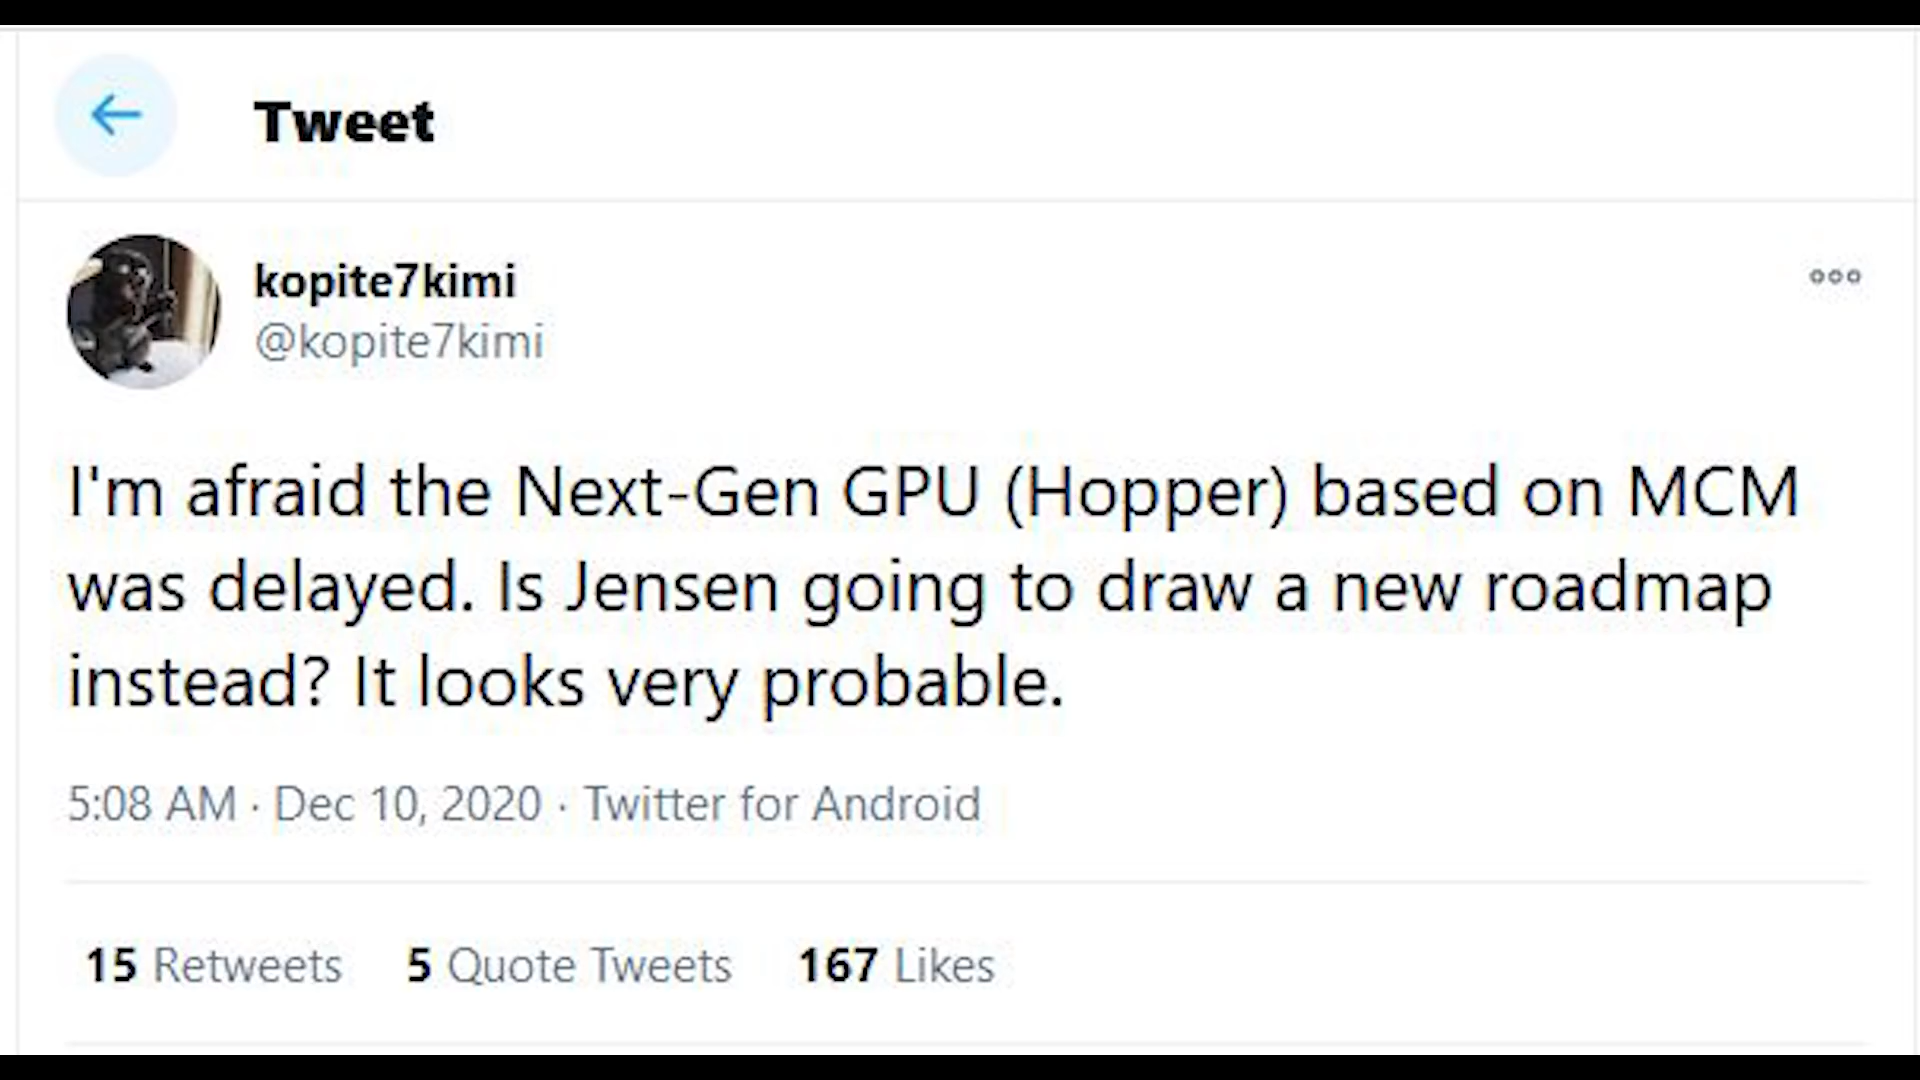 Tweet
kopite7kimi
@kopite7kimi
I'm afraid the Next-Gen GPU (Hopper) based on MCM
was delayed. Is Jensen going to draw a new roadmap
instead? It looks very probable.
5:08 AM · Dec 10, 2020 · Twitter for Android
15 Retweets 5 Quote Tweets 167 Likes